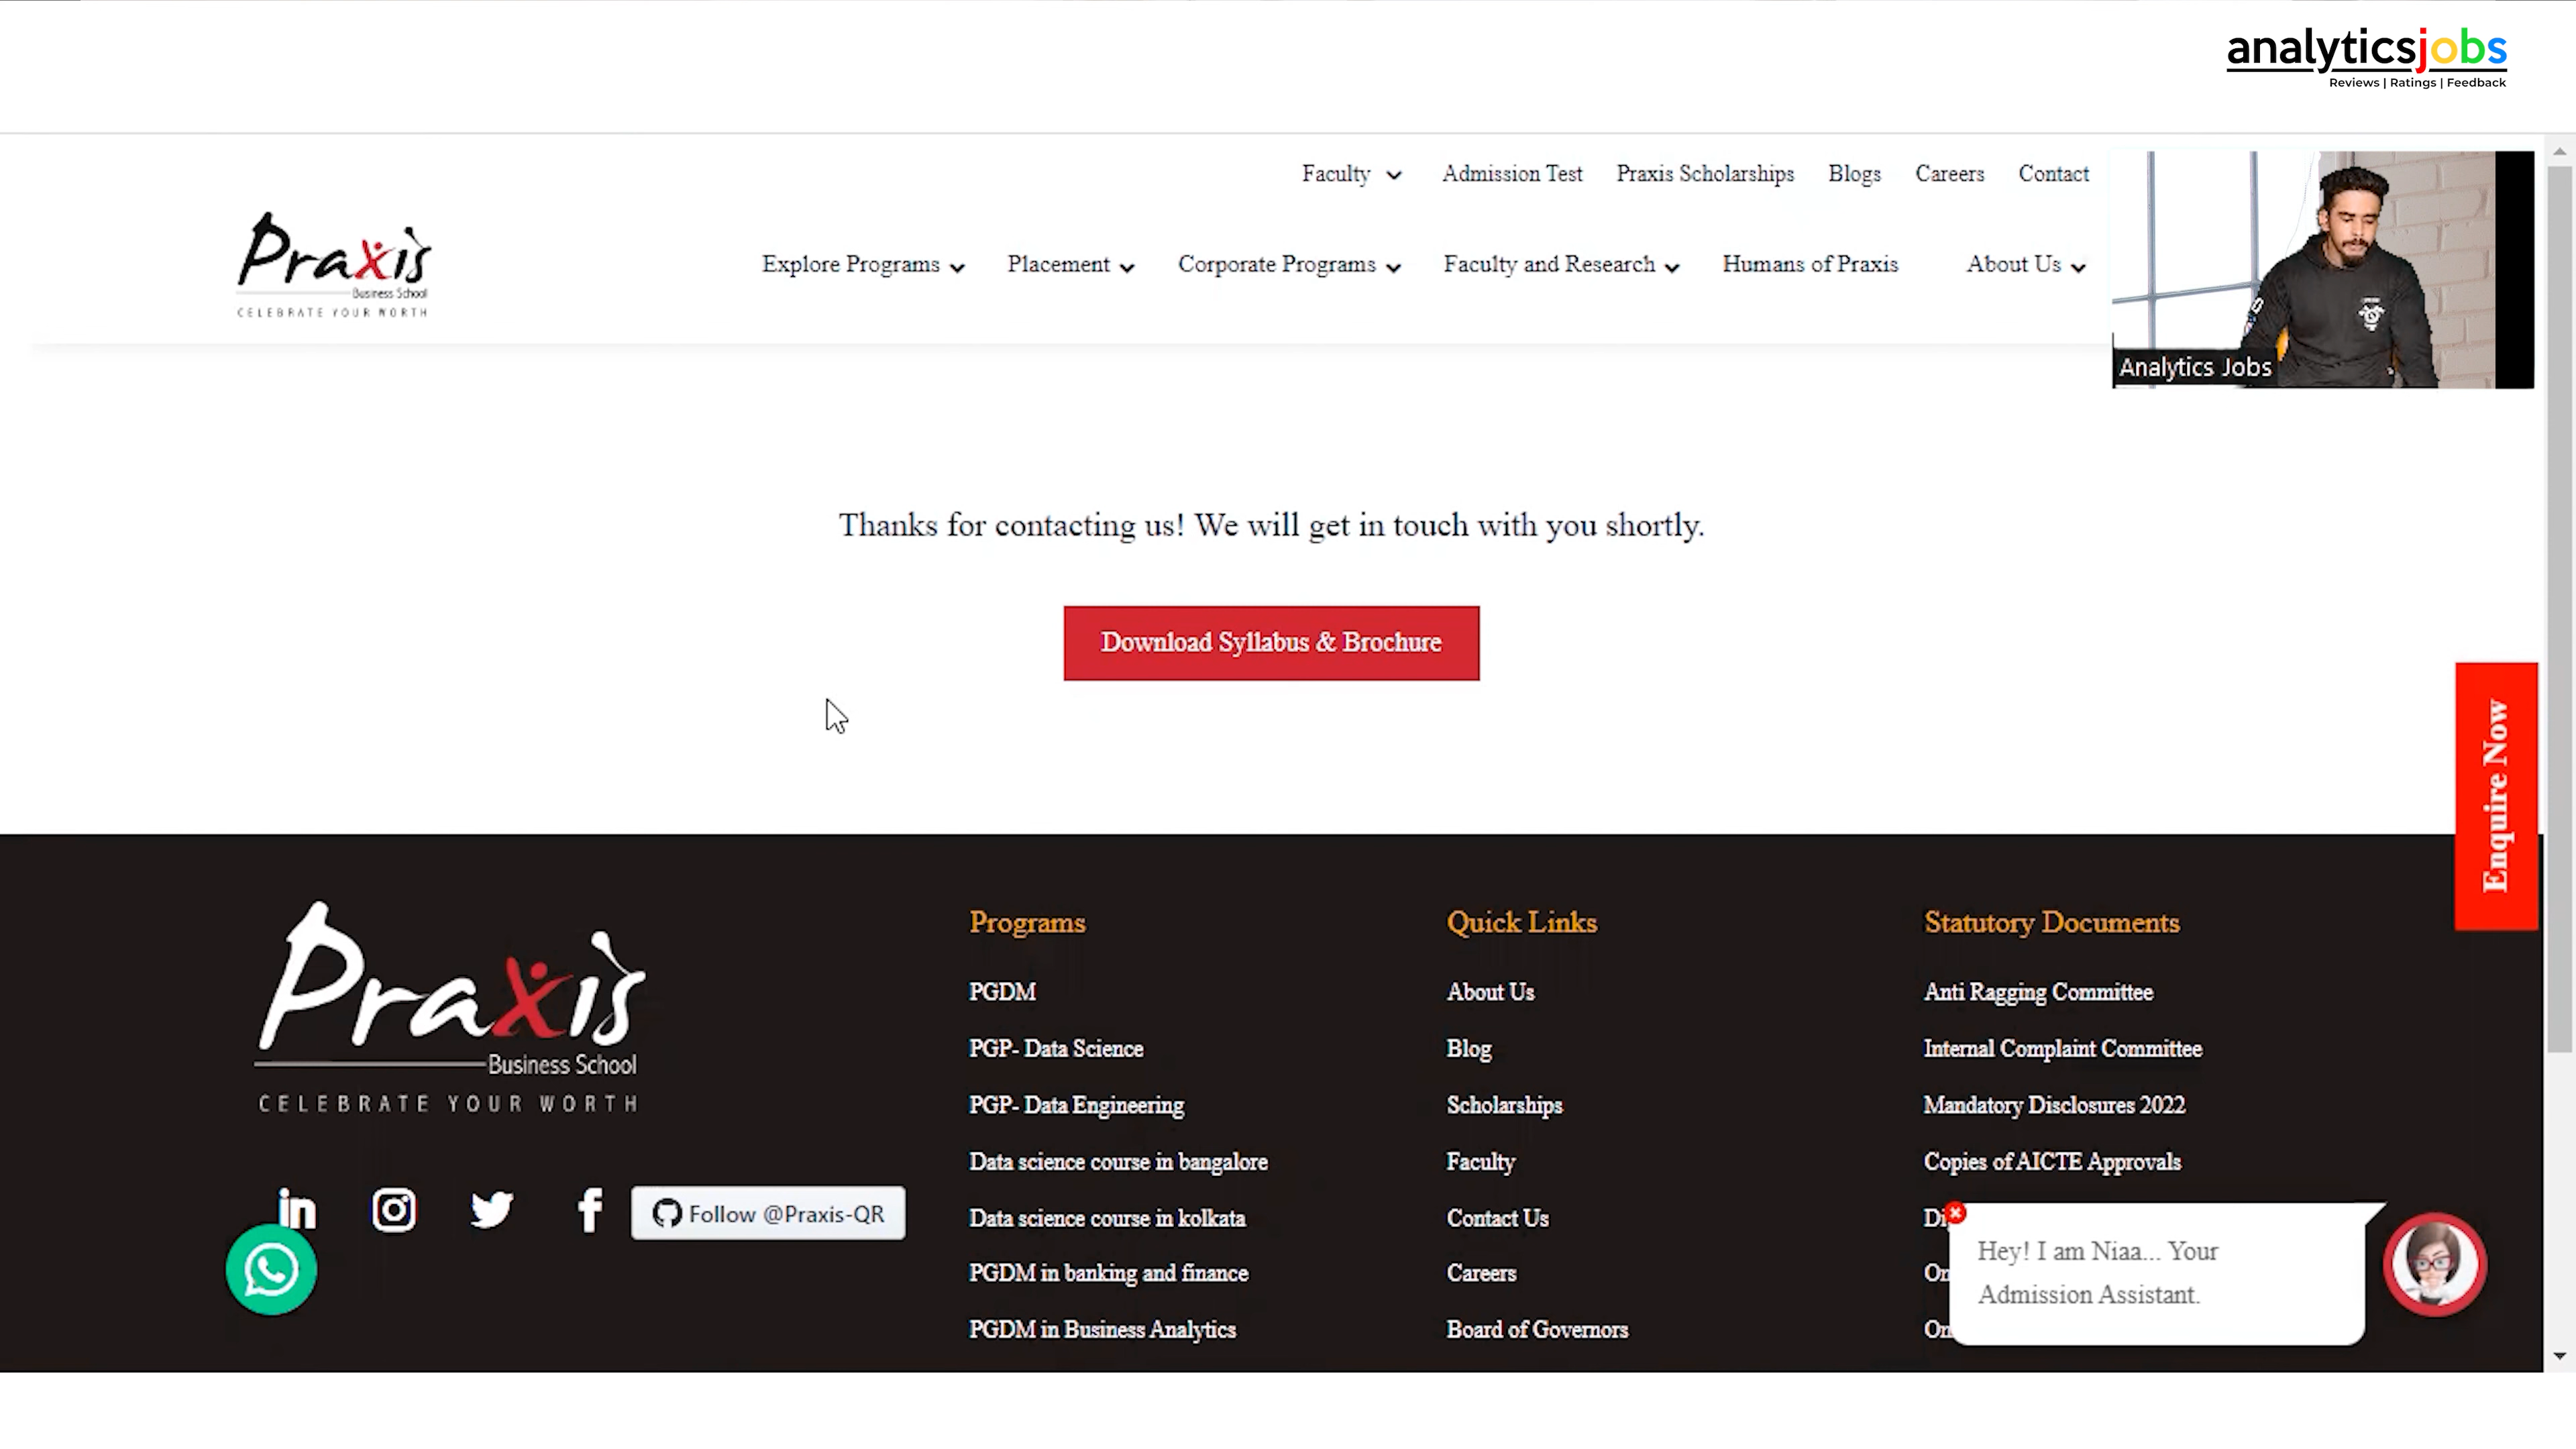 analyticsjobs
Reviews | Ratings | Feedback
Faculty
Admission Test
Praxis Scholarships
Blogs
Careers
Contact
Praxis
Business School
CELEBRATE YOUR WORTH
Explore Programs
Placement
Corporate Programs
Faculty and Research
Humans of Praxis
About Us
Analytics Jobs
Thanks for contacting us! We will get in touch with you shortly.
Download Syllabus & Brochure
Enquire Now
Praxis
Business School
CELEBRATE YOUR WORTH
in
f
Follow @Praxis-QR
Programs
PGDM
PGP- Data Science
PGP- Data Engineering
Data science course in bangalore
Data science course in kolkata
PGDM in banking and finance
PGDM in Business Analytics
Quick Links
About Us
Blog
Scholarships
Faculty
Contact Us
Careers
Board of Governors
Statutory Documents
Anti Ragging Committee
Internal Complaint Committee
Mandatory Disclosures 2022
Copies of AICTE Approvals
Hey! I am Niaa... Your
Admission Assistant.